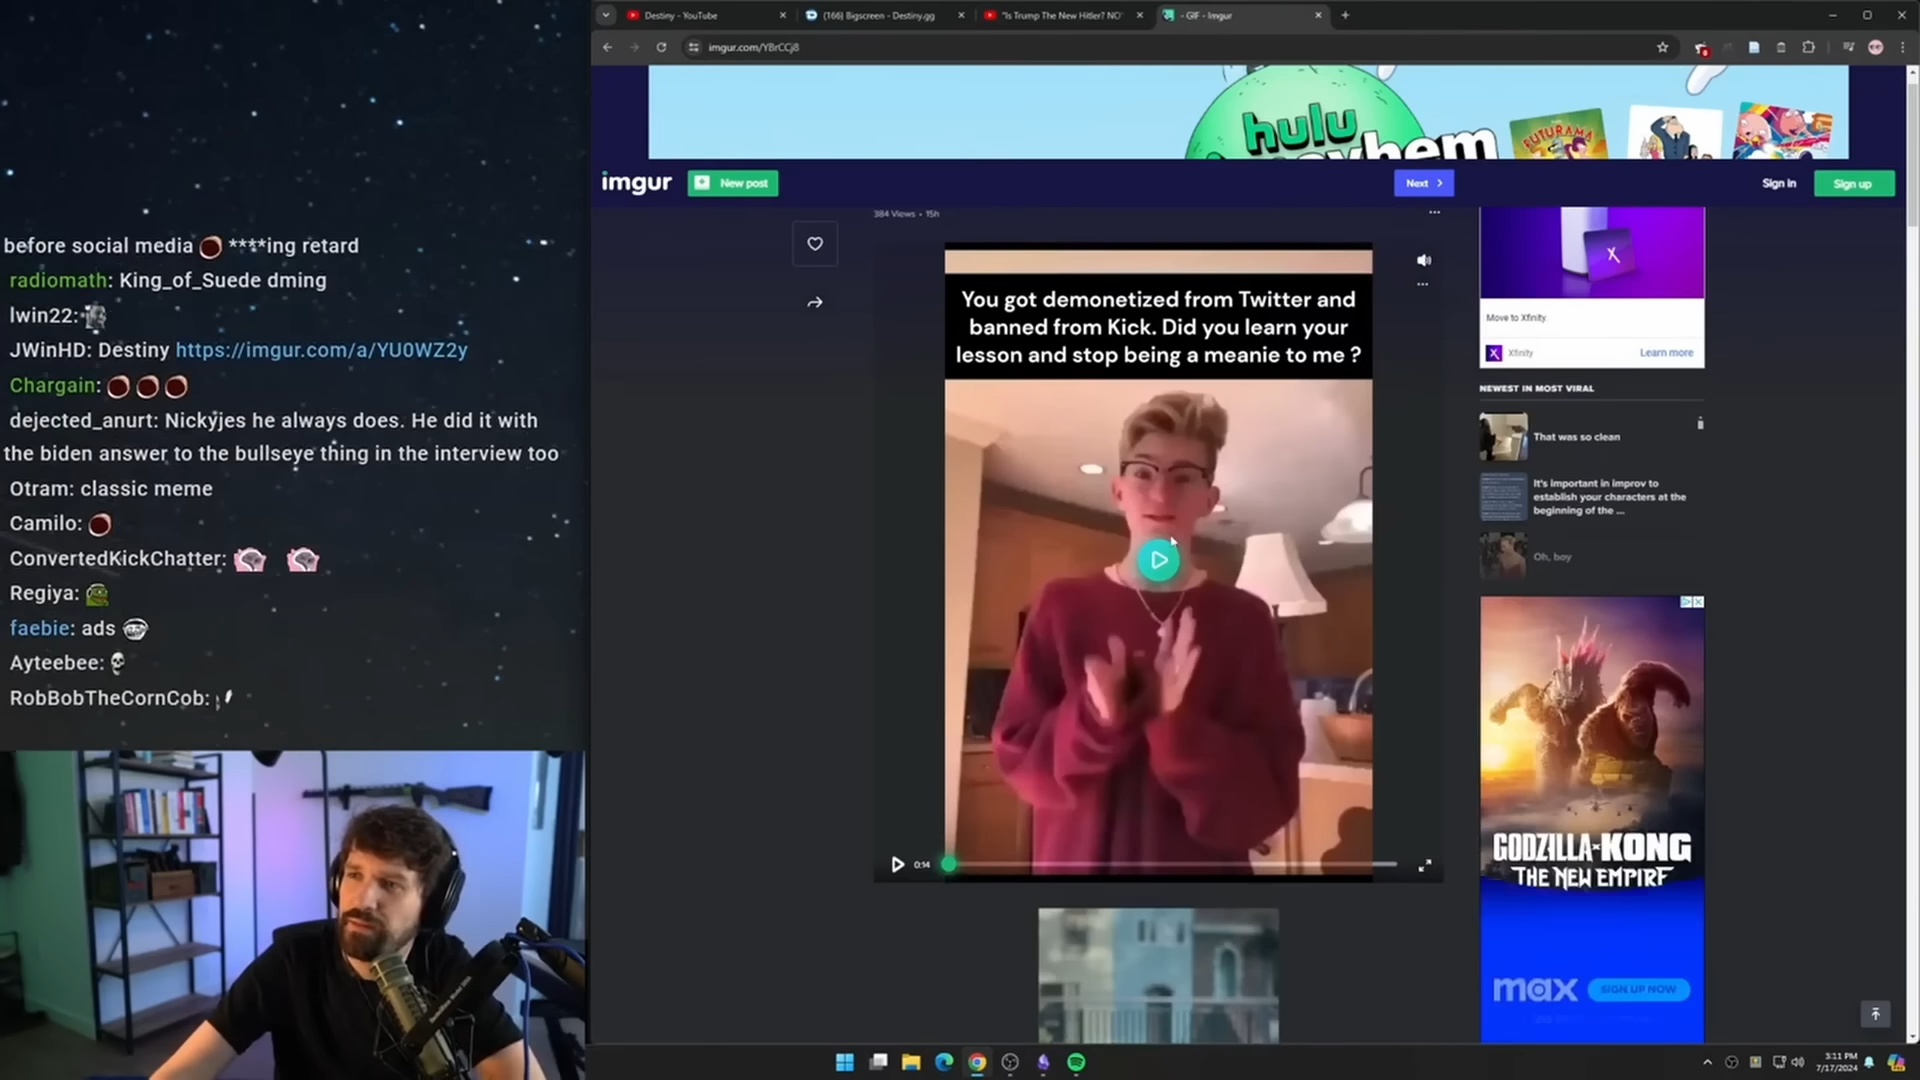 Destiny - YouTube
(166) Bigscreen - Destiny.gg
"Is Trump The New Hitler? NO"
- GIF - Imgur
imgur.com/YBrCCj8
hulu
FUTURAMA
imgur
New post
Next
Sign in
Sign up
384 Views • 15h
before social media ****ing retard
radiomath: King_of_Suede dming
lwin22:
JWinHD: Destiny https://imgur.com/a/YU0WZ2y
Chargain:
dejected_anurt: Nickyjes he always does. He did it with
the biden answer to the bullseye thing in the interview too
Otram: classic meme
Camilo:
ConvertedKickChatter:
Regiya:
faebie: ads
Ayteebee:
RobBobTheCornCob:
You got demonetized from Twitter and
banned from Kick. Did you learn your
lesson and stop being a meanie to me ?
0:14
X
Move to Xfinity
X
Xfinity
Learn more
NEWEST IN MOST VIRAL
That was so clean
It's important in improv to
establish your characters at the
beginning of the ...
Oh, boy
GODZILLA×KONG
THE NEW EMPIRE
max
SIGN UP NOW
3:11 PM
7/17/2024